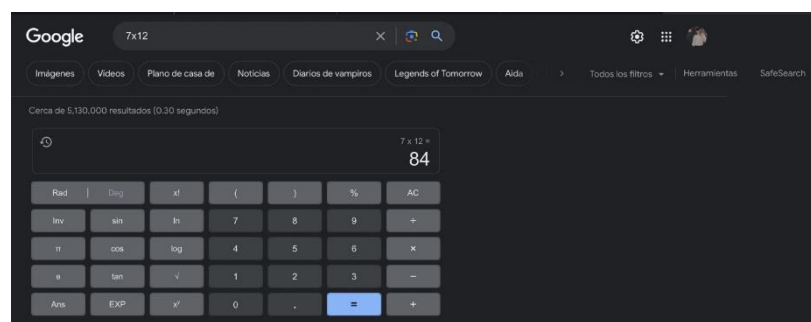 Google 7x12
Imágenes Videos Plano de casa de Noticias Diarios de vampiros Legends of Tomorrow Aida Todos los filtros Herramientas SafeSearch
Cerca de 5,130,000 resultados (0.30 segundos)
7 x 12 =
84
Rad | Deg x! ( ) % AC
Inv sin ln 7 8 9 ÷
π cos log 4 5 6 ×
e tan √ 1 2 3 −
Ans EXP xʸ 0 . = +